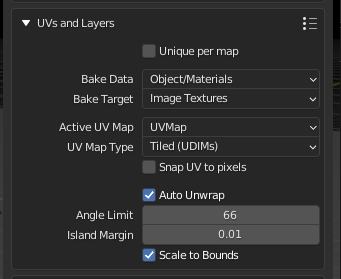 UVs and Layers
Unique per map
Bake Data Object/Materials
Bake Target Image Textures
Active UV Map UVMap
UV Map Type Tiled (UDIMs)
Snap UV to pixels
Auto Unwrap
Angle Limit 66
Island Margin 0.01
Scale to Bounds